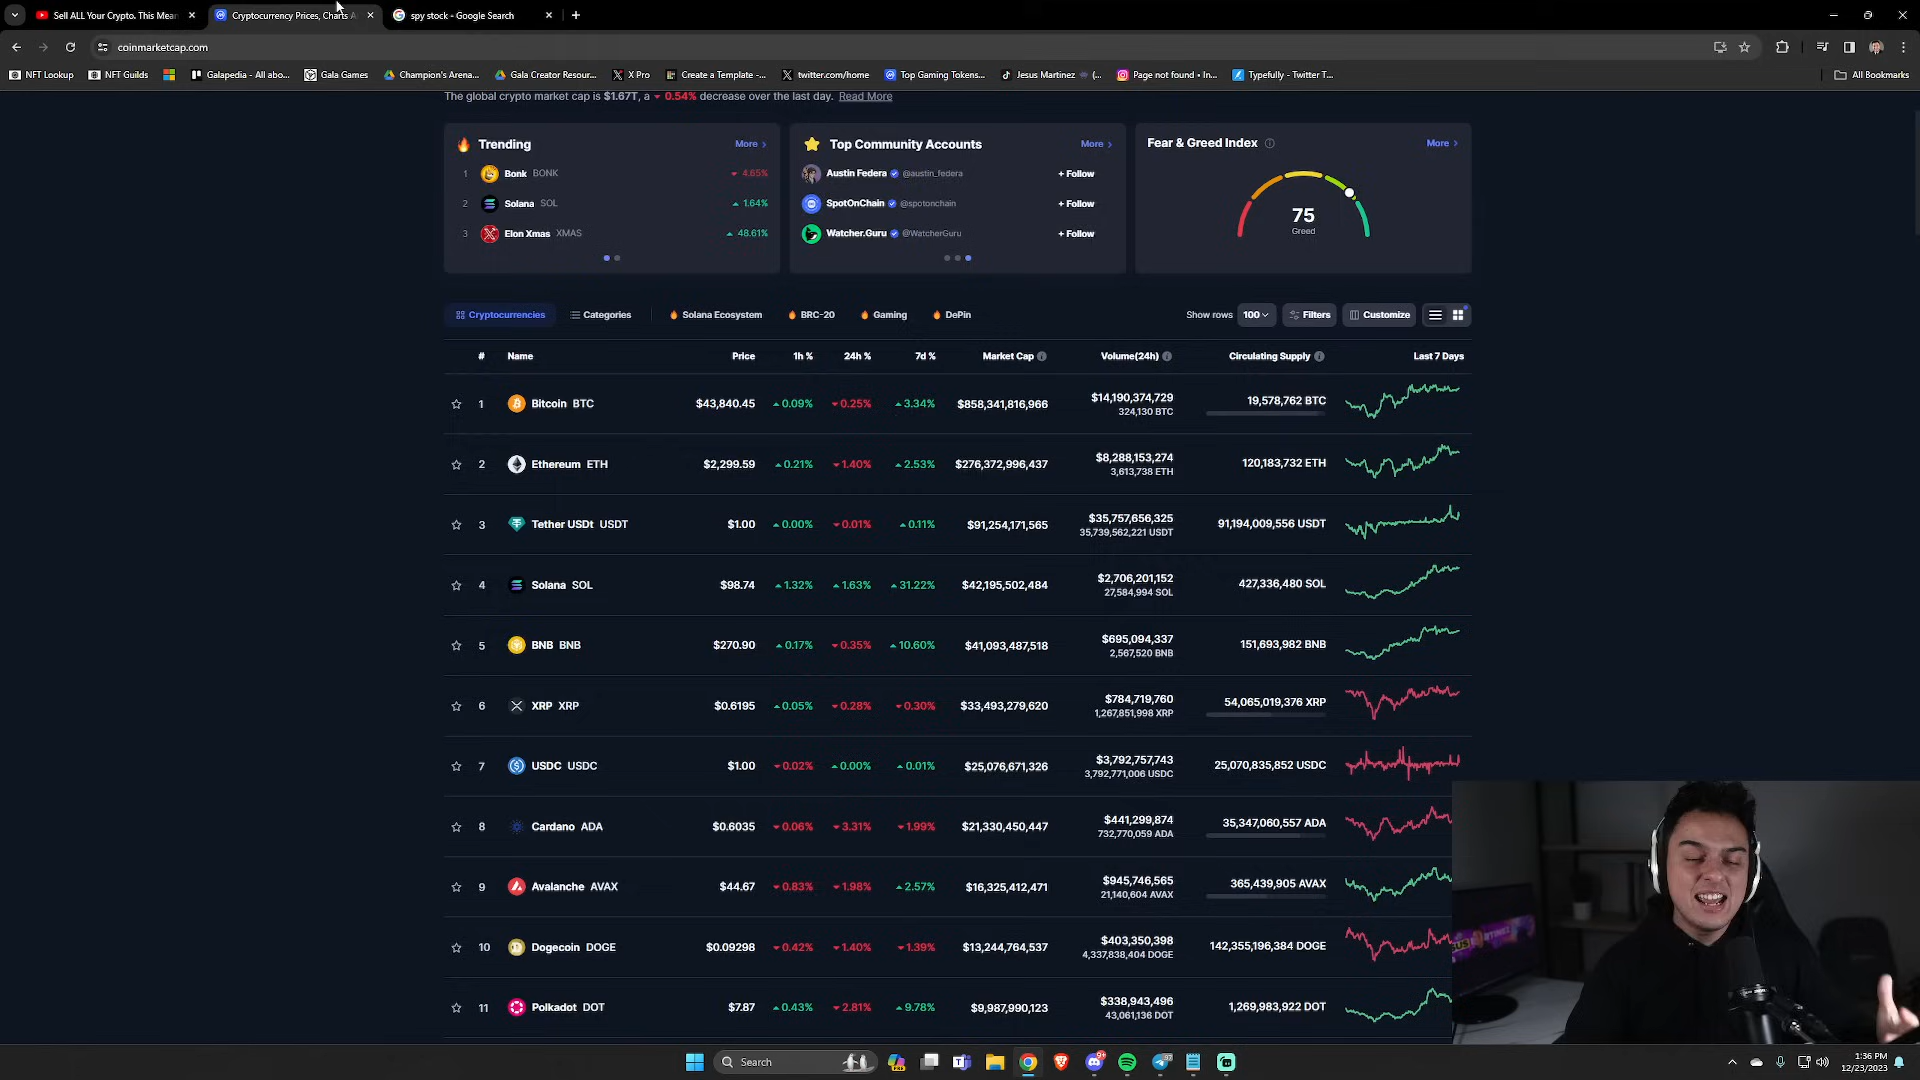 Sell ALL Your Crypto. This Mean
Cryptocurrency Prices, Charts A
spy stock - Google Search
coinmarketcap.com
NFT Lookup
NFT Guilds
Galapedia - All abo...
Gala Games
Champion's Arena...
Gala Creator Resour...
X Pro
Create a Template -...
twitter.com/home
Top Gaming Tokens...
Jesus Martinez (...
Page not found • In...
Typefully - Twitter T...
All Bookmarks
The global crypto market cap is $1.67T, a 0.54% decrease over the last day. Read More
Trending
More
1 Bonk BONK 4.65%
2 Solana SOL 1.64%
3 Elon Xmas XMAS 48.61%
Top Community Accounts
More
Austin Federa @austin_federa + Follow
SpotOnChain @spotonchain + Follow
Watcher.Guru @WatcherGuru + Follow
Fear & Greed Index
More
75
Greed
Cryptocurrencies Categories Solana Ecosystem BRC-20 Gaming DePin Show rows 100 Filters Customize
# Name Price 1h % 24h % 7d % Market Cap Volume(24h) Circulating Supply Last 7 Days
1 Bitcoin BTC $43,840.45 0.09% 0.25% 3.34% $858,341,816,966 $14,190,374,729 19,578,762 BTC
324,130 BTC
2 Ethereum ETH $2,299.59 0.21% 1.40% 2.53% $276,372,996,437 $8,288,153,274 120,183,732 ETH
3,613,738 ETH
3 Tether USDt USDT $1.00 0.00% 0.01% 0.11% $91,254,171,565 $35,757,656,325 91,194,009,556 USDT
35,739,562,221 USDT
4 Solana SOL $98.74 1.32% 1.63% 31.22% $42,195,502,484 $2,706,201,152 427,336,480 SOL
27,584,994 SOL
5 BNB BNB $270.90 0.17% 0.35% 10.60% $41,093,487,518 $695,094,337 151,693,982 BNB
2,567,520 BNB
6 XRP XRP $0.6195 0.05% 0.28% 0.30% $33,493,279,620 $784,719,760 54,065,019,376 XRP
1,267,851,998 XRP
7 USDC USDC $1.00 0.02% 0.00% 0.01% $25,076,671,326 $3,792,757,743 25,070,835,852 USDC
3,792,771,006 USDC
8 Cardano ADA $0.6035 0.06% 3.31% 1.99% $21,330,450,447 $441,299,874 35,347,060,557 ADA
732,770,059 ADA
9 Avalanche AVAX $44.67 0.83% 1.98% 2.57% $16,325,412,471 $945,746,565 365,439,905 AVAX
21,140,604 AVAX
10 Dogecoin DOGE $0.09298 0.42% 1.40% 1.39% $13,244,764,537 $403,350,398 142,355,196,384 DOGE
4,337,838,404 DOGE
11 Polkadot DOT $7.87 0.43% 2.81% 9.78% $9,987,990,123 $338,943,496 1,269,983,922 DOT
43,061,136 DOT
Search
1:36 PM
12/23/2023